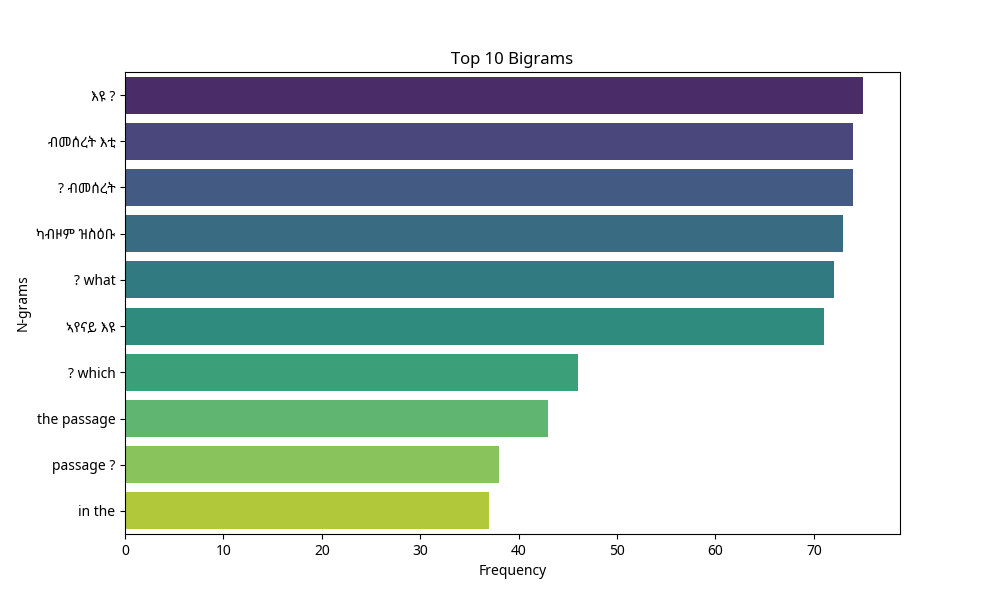 Top 10 Bigrams
እዩ ?
ብመሰረት እቲ
? ብመሰረት
ካብዞም ዝስዕቡ
? what
ኣየናይ እዩ
? which
the passage
passage ?
in the
N-grams
0 10 20 30 40 50 60 70
Frequency